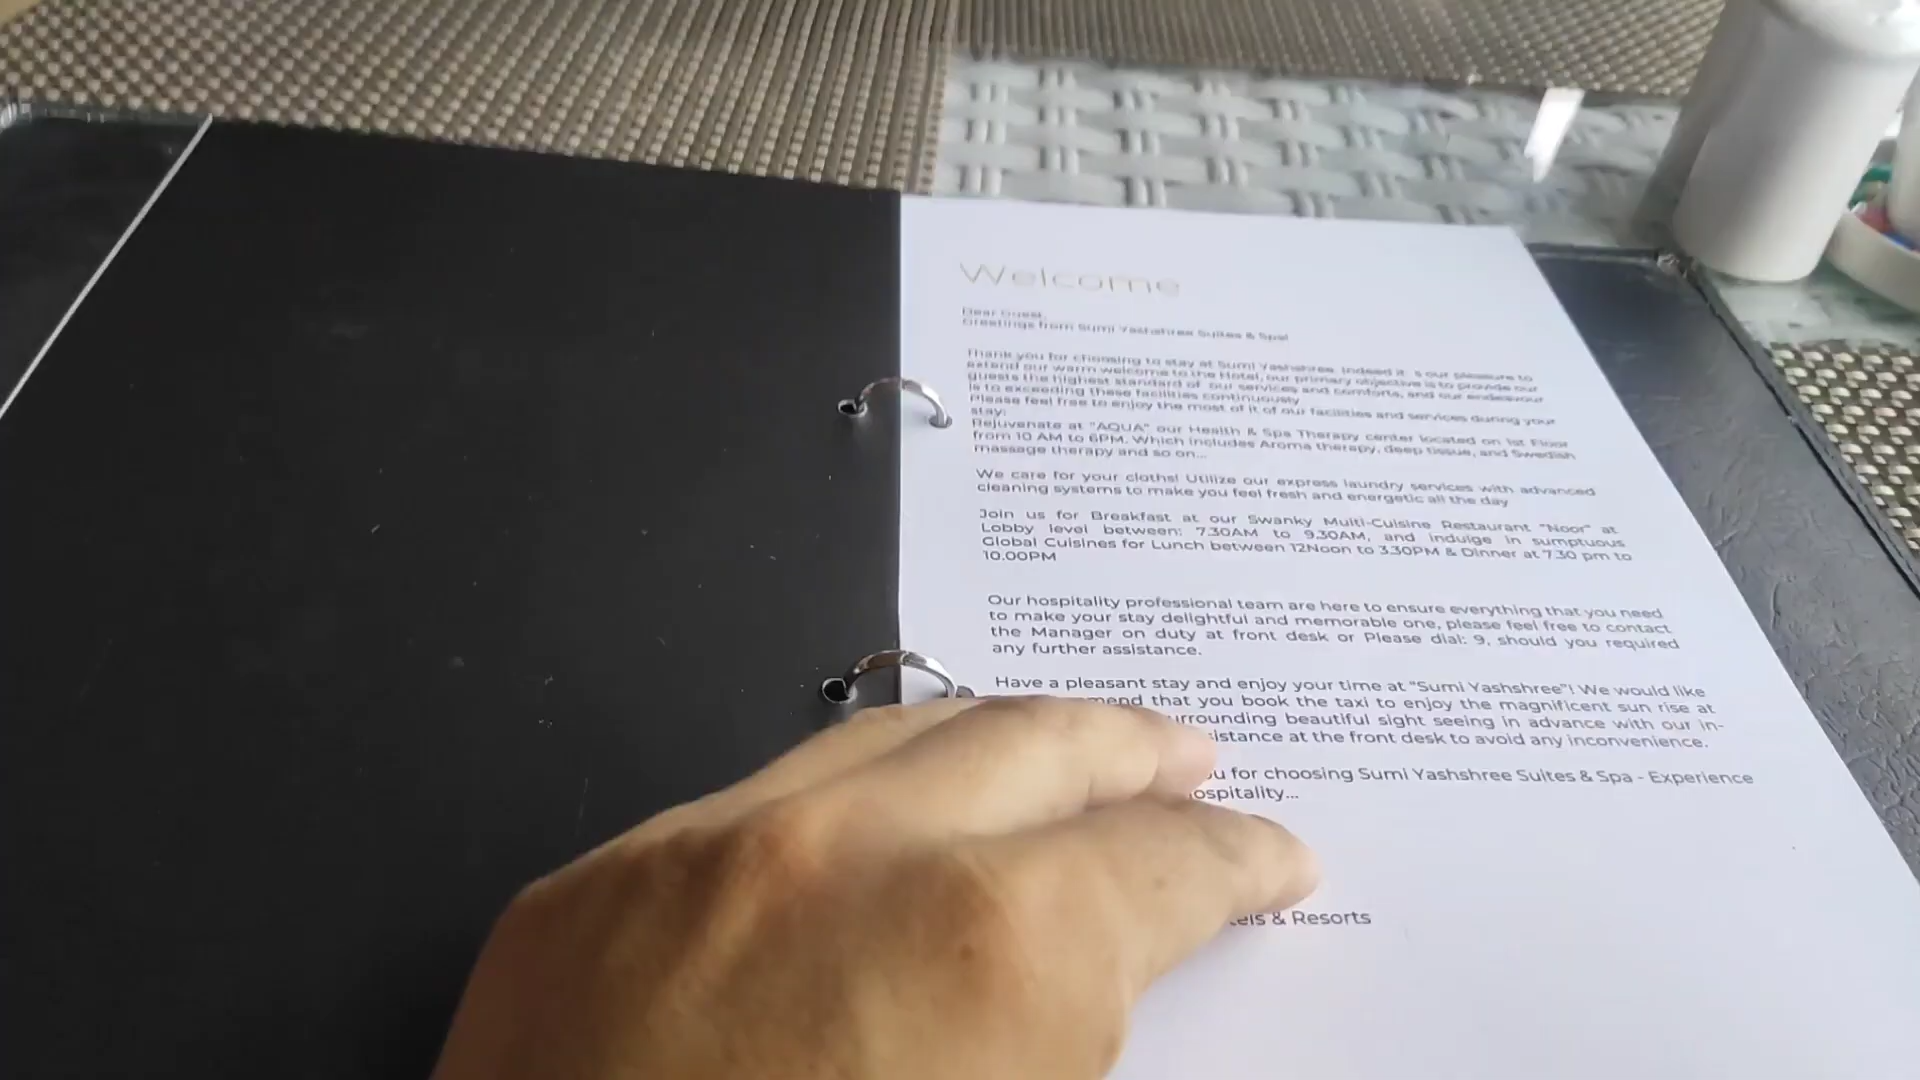 Welcome
Dear Guest,
Greetings from Sumi Yashshree Suites & Spa!
Thank you for choosing to stay at Sumi Yashshree. Indeed it s our pleasure to
extend our warm welcome to the Hotel, our primary objective is to provide our
guests the highest standard of our services and comforts, and our endeavour
is to exceeding these facilities continuously
Please feel free to enjoy the most of it of our facilities and services during your
stay:
Rejuvenate at "AQUA" our Health & Spa Therapy center located on 1st Floor
from 10 AM to 6PM. Which includes Aroma therapy, deep tissue, and Swedish
massage therapy and so on...
We care for your cloths! Utilize our express laundry services with advanced
cleaning systems to make you feel fresh and energetic all the day
Join us for Breakfast at our Swanky Multi-Cuisine Restaurant "Noor" at
Lobby level between: 7.30AM to 9.30AM, and indulge in sumptuous
Global Cuisines for Lunch between 12Noon to 3.30PM & Dinner at 7.30 pm to
10.00PM
Our hospitality professional team are here to ensure everything that you need
to make your stay delightful and memorable one, please feel free to contact
the Manager on duty at front desk or Please dial: 9, should you required
any further assistance.
Have a pleasant stay and enjoy your time at "Sumi Yashshree"! We would like
that you book the taxi to enjoy the magnificent sun rise at
beautiful sight seeing in advance with our in-
at the front desk to avoid any inconvenience.
for choosing Sumi Yashshree Suites & Spa - Experience
& Resorts